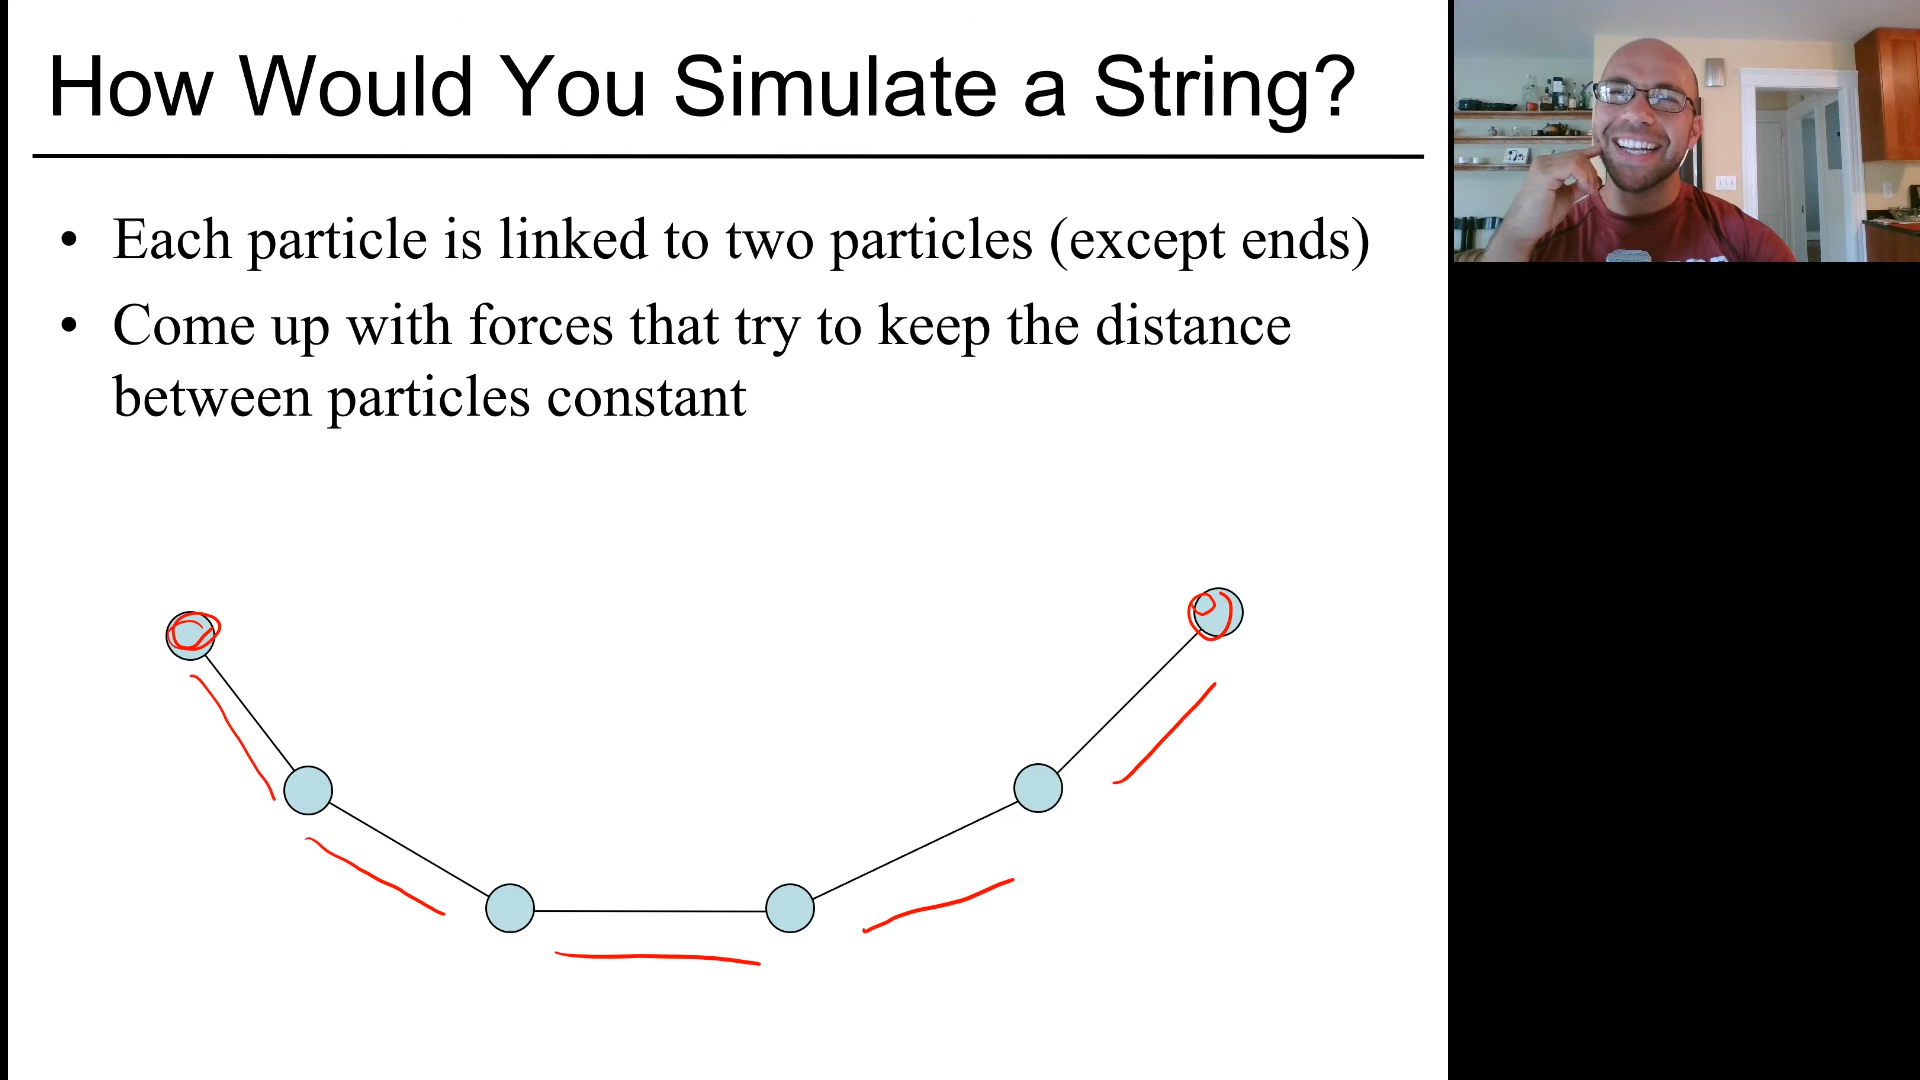 How Would You Simulate a String?
• Each particle is linked to two particles (except ends)
• Come up with forces that try to keep the distance
between particles constant